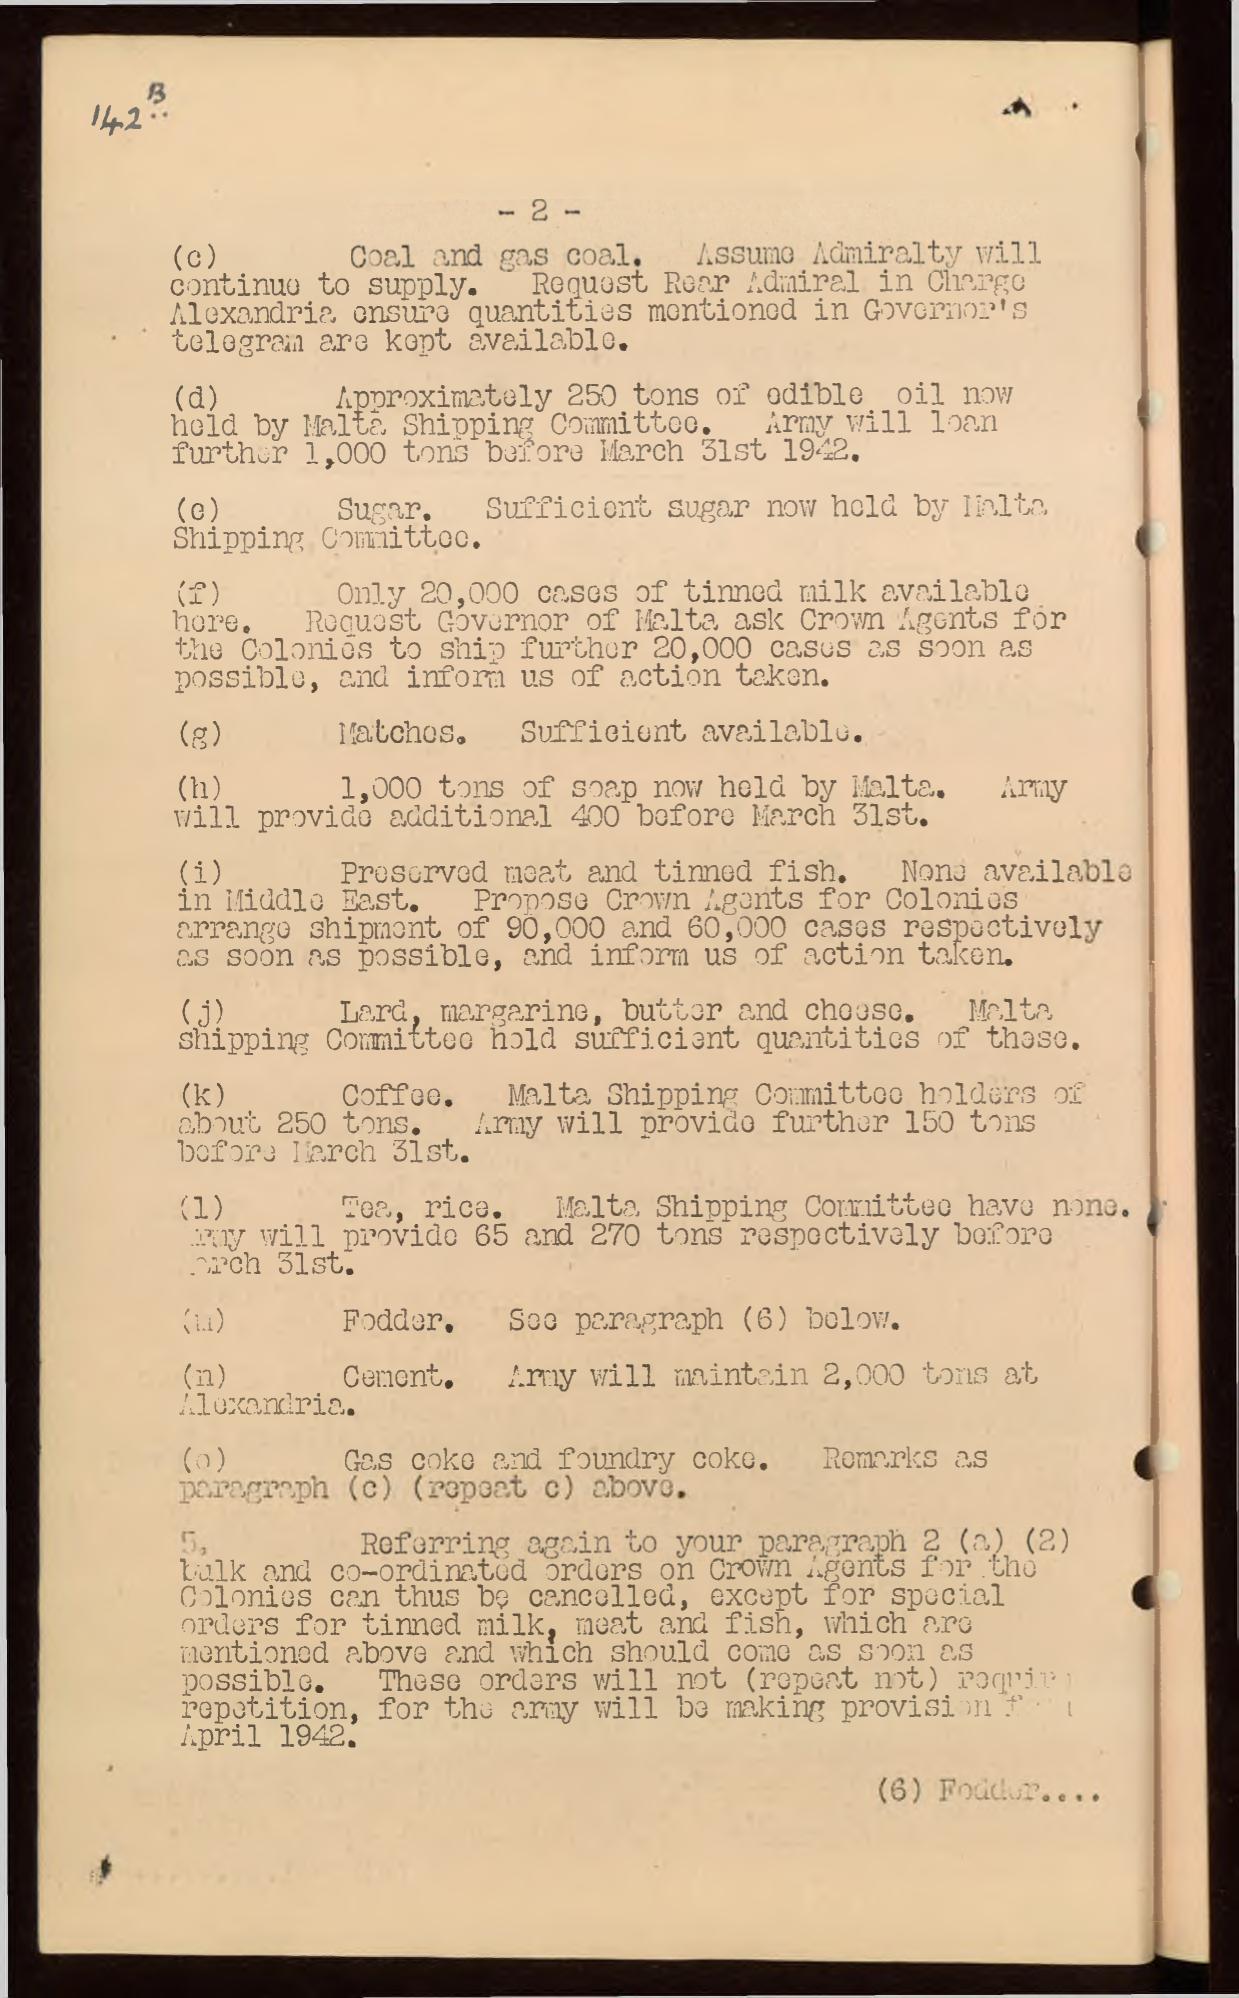 142 B
- 2 -
(c) Coal and gas coal. Assume Admiralty will
continue to supply. Request Rear Admiral in Charge
Alexandria ensure quantities mentioned in Governor's
telegram are kept available.
(d) Approximately 250 tons of edible oil now
held by Malta Shipping Committee. Army will loan
further 1,000 tons before March 31st 1942.
(e) Sugar. Sufficient sugar now held by Malta
Shipping Committee.
(f) Only 20,000 cases of tinned milk available
here. Request Governor of Malta ask Crown Agents for
the Colonies to ship further 20,000 cases as soon as
possible, and inform us of action taken.
(g) Matches. Sufficient available.
(h) 1,000 tons of soap now held by Malta. Army
will provide additional 400 before March 31st.
(i) Preserved meat and tinned fish. None available
in Middle East. Propose Crown Agents for Colonies
arrange shipment of 90,000 and 60,000 cases respectively
as soon as possible, and inform us of action taken.
(j) Lard, margarine, butter and cheese. Malta
shipping Committee hold sufficient quantities of these.
(k) Coffee. Malta Shipping Committee holders of
about 250 tons. Army will provide further 150 tons
before March 31st.
(l) Tea, rice. Malta Shipping Committee have none.
Army will provide 65 and 270 tons respectively before
March 31st.
(m) Fodder. See paragraph (6) below.
(n) Cement. Army will maintain 2,000 tons at
Alexandria.
(o) Gas coke and foundry coke. Remarks as
paragraph (c) (repeat c) above.
5. Referring again to your paragraph 2 (a) (2)
bulk and co-ordinated orders on Crown Agents for the
Colonies can thus be cancelled, except for special
orders for tinned milk, meat and fish, which are
mentioned above and which should come as soon as
possible. These orders will not (repeat not) require
repetition, for the army will be making provision
April 1942.
(6) Fodder....